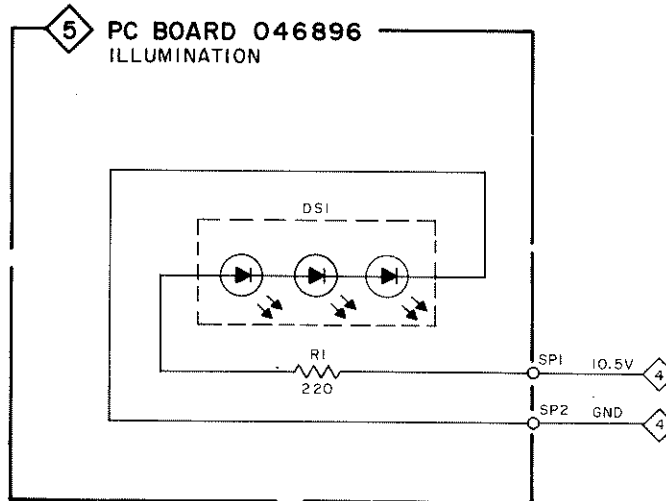 5 PC BOARD 046896
ILLUMINATION
DS1
R1
220
SP1 10.5V 4
SP2 GND 4